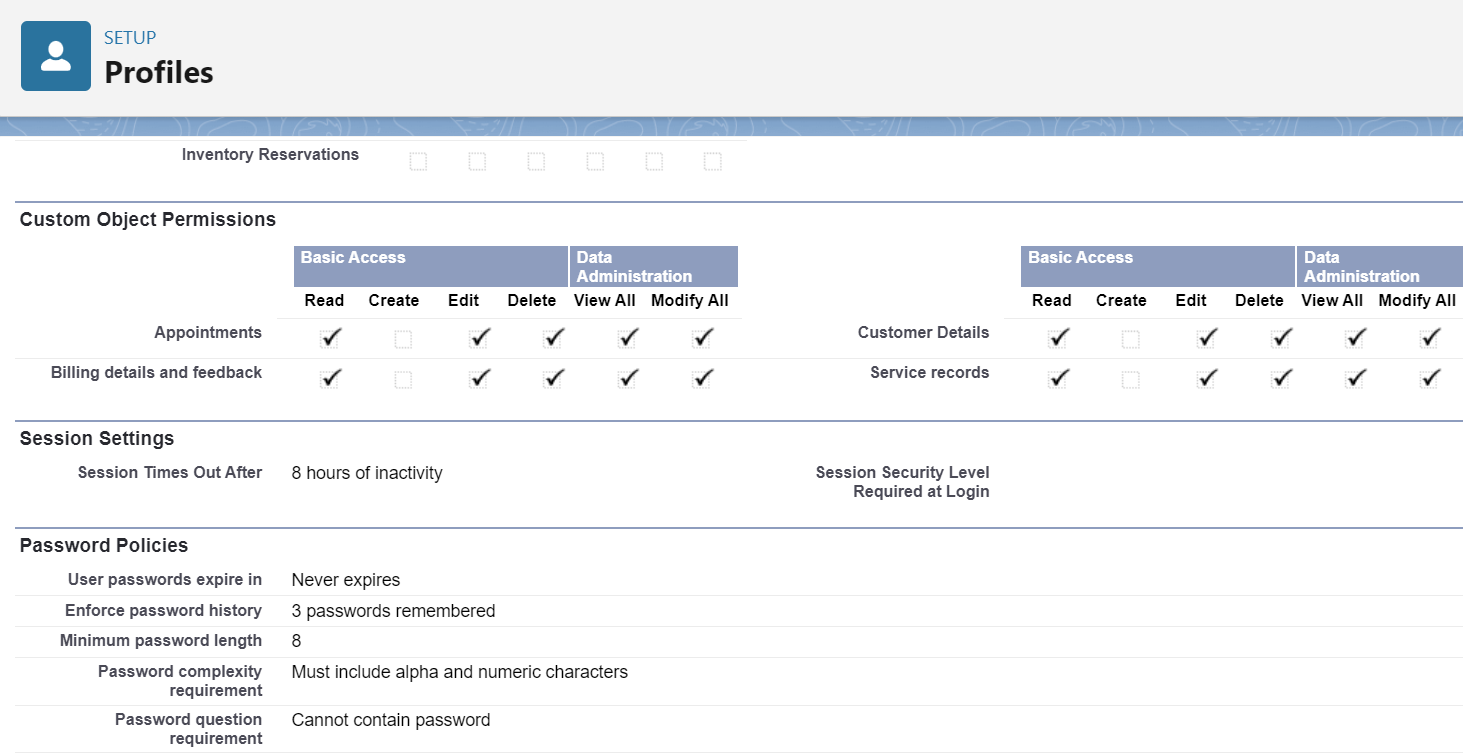 SETUP
Profiles
Inventory Reservations
Custom Object Permissions
Basic Access Data Administration Basic Access Data Administration
Read Create Edit Delete View All Modify All Read Create Edit Delete View All Modify All
Appointments Customer Details
Billing details and feedback Service records
Session Settings
Session Times Out After 8 hours of inactivity Session Security Level
Required at Login
Password Policies
User passwords expire in Never expires
Enforce password history 3 passwords remembered
Minimum password length 8
Password complexity Must include alpha and numeric characters
requirement
Password question Cannot contain password
requirement